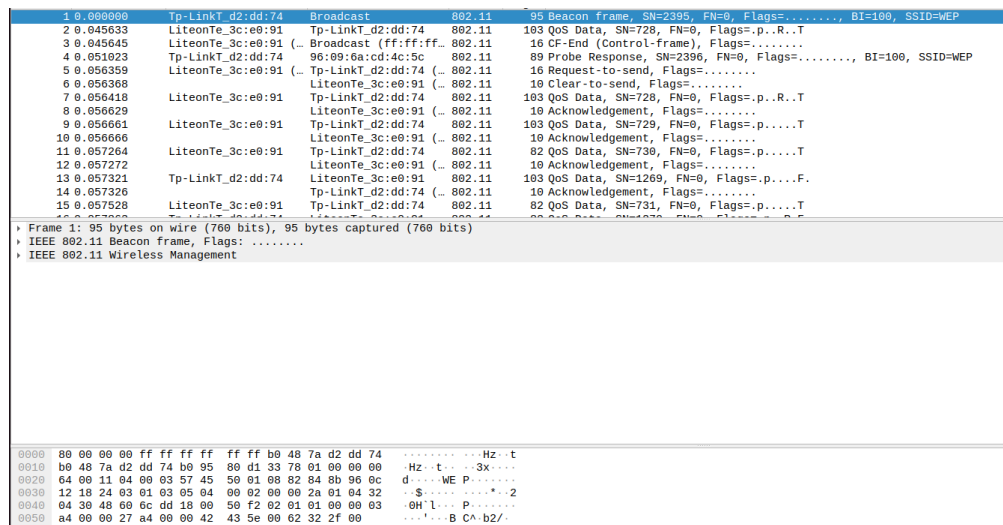 1 0.000000 Tp-LinkT_d2:dd:74 Broadcast 802.11 95 Beacon frame, SN=2395, FN=0, Flags=........, BI=100, SSID=WEP
2 0.045633 LiteonTe_3c:e0:91 Tp-LinkT_d2:dd:74 802.11 103 QoS Data, SN=728, FN=0, Flags=.p..R..T
3 0.045645 LiteonTe_3c:e0:91 (… Broadcast (ff:ff:ff… 802.11 16 CF-End (Control-frame), Flags=........
4 0.051023 Tp-LinkT_d2:dd:74 96:09:6a:cd:4c:5c 802.11 89 Probe Response, SN=2396, FN=0, Flags=........, BI=100, SSID=WEP
5 0.056359 LiteonTe_3c:e0:91 (… Tp-LinkT_d2:dd:74 (… 802.11 16 Request-to-send, Flags=........
6 0.056368 LiteonTe_3c:e0:91 (… 802.11 10 Clear-to-send, Flags=........
7 0.056418 LiteonTe_3c:e0:91 Tp-LinkT_d2:dd:74 802.11 103 QoS Data, SN=728, FN=0, Flags=.p..R..T
8 0.056629 LiteonTe_3c:e0:91 (… 802.11 10 Acknowledgement, Flags=........
9 0.056661 LiteonTe_3c:e0:91 Tp-LinkT_d2:dd:74 802.11 103 QoS Data, SN=729, FN=0, Flags=.p.....T
10 0.056666 LiteonTe_3c:e0:91 (… 802.11 10 Acknowledgement, Flags=........
11 0.057264 LiteonTe_3c:e0:91 Tp-LinkT_d2:dd:74 802.11 82 QoS Data, SN=730, FN=0, Flags=.p.....T
12 0.057272 LiteonTe_3c:e0:91 (… 802.11 10 Acknowledgement, Flags=........
13 0.057321 Tp-LinkT_d2:dd:74 LiteonTe_3c:e0:91 802.11 103 QoS Data, SN=1269, FN=0, Flags=.p....F.
14 0.057326 Tp-LinkT_d2:dd:74 (… 802.11 10 Acknowledgement, Flags=........
15 0.057528 LiteonTe_3c:e0:91 Tp-LinkT_d2:dd:74 802.11 82 QoS Data, SN=731, FN=0, Flags=.p.....T
Frame 1: 95 bytes on wire (760 bits), 95 bytes captured (760 bits)
IEEE 802.11 Beacon frame, Flags: ........
IEEE 802.11 Wireless Management
0000 80 00 00 00 ff ff ff ff ff ff b0 48 7a d2 dd 74 ········ ···Hz··t
0010 b0 48 7a d2 dd 74 b0 95 80 d1 33 78 01 00 00 00 ·Hz··t·· ··3x····
0020 64 00 11 04 00 03 57 45 50 01 08 82 84 8b 96 0c d·····WE P·······
0030 12 18 24 03 01 03 05 04 00 02 00 00 2a 01 04 32 ··$····· ····*··2
0040 04 30 48 60 6c dd 18 00 50 f2 02 01 01 00 00 03 ·0H`l··· P·······
0050 a4 00 00 27 a4 00 00 42 43 5e 00 62 32 2f 00 ···'···B C^·b2/·